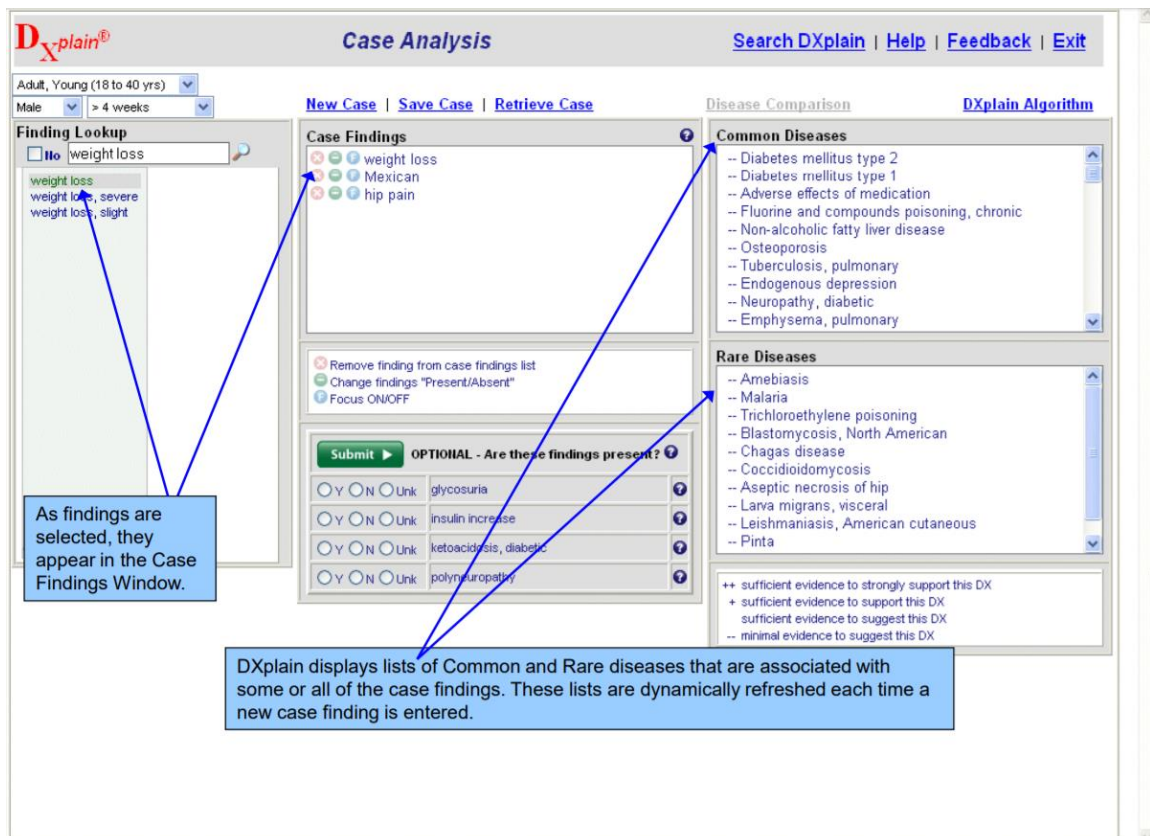 DXplain®
Case Analysis
Search DXplain | Help | Feedback | Exit
Adult, Young (18 to 40 yrs)
Male > 4 weeks
New Case | Save Case | Retrieve Case
Disease Comparison
DXplain Algorithm
Finding Lookup
No weight loss
weight loss
weight loss, severe
weight loss, slight
Case Findings
F weight loss
F Mexican
F hip pain
Remove finding from case findings list
Change findings "Present/Absent"
F Focus ON/OFF
Submit OPTIONAL - Are these findings present?
Y N Unk glycosuria
Y N Unk insulin increase
Y N Unk ketoacidosis, diabetic
Y N Unk polyneuropathy
Common Diseases
-- Diabetes mellitus type 2
-- Diabetes mellitus type 1
-- Adverse effects of medication
-- Fluorine and compounds poisoning, chronic
-- Non-alcoholic fatty liver disease
-- Osteoporosis
-- Tuberculosis, pulmonary
-- Endogenous depression
-- Neuropathy, diabetic
-- Emphysema, pulmonary
Rare Diseases
-- Amebiasis
-- Malaria
-- Trichloroethylene poisoning
-- Blastomycosis, North American
-- Chagas disease
-- Coccidioidomycosis
-- Aseptic necrosis of hip
-- Larva migrans, visceral
-- Leishmaniasis, American cutaneous
-- Pinta
++ sufficient evidence to strongly support this DX
+ sufficient evidence to support this DX
sufficient evidence to suggest this DX
-- minimal evidence to suggest this DX
As findings are
selected, they
appear in the Case
Findings Window.
DXplain displays lists of Common and Rare diseases that are associated with
some or all of the case findings. These lists are dynamically refreshed each time a
new case finding is entered.